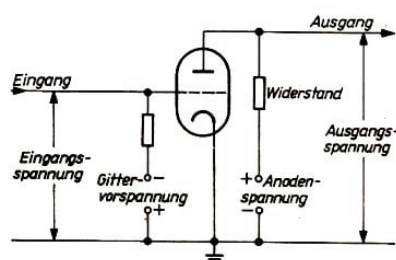 Ausgang
Eingang
Widerstand
Eingangs-
spannung
Gitter-
vorspannung
−
+
+
−
Anoden-
spannung
Ausgangs-
spannung